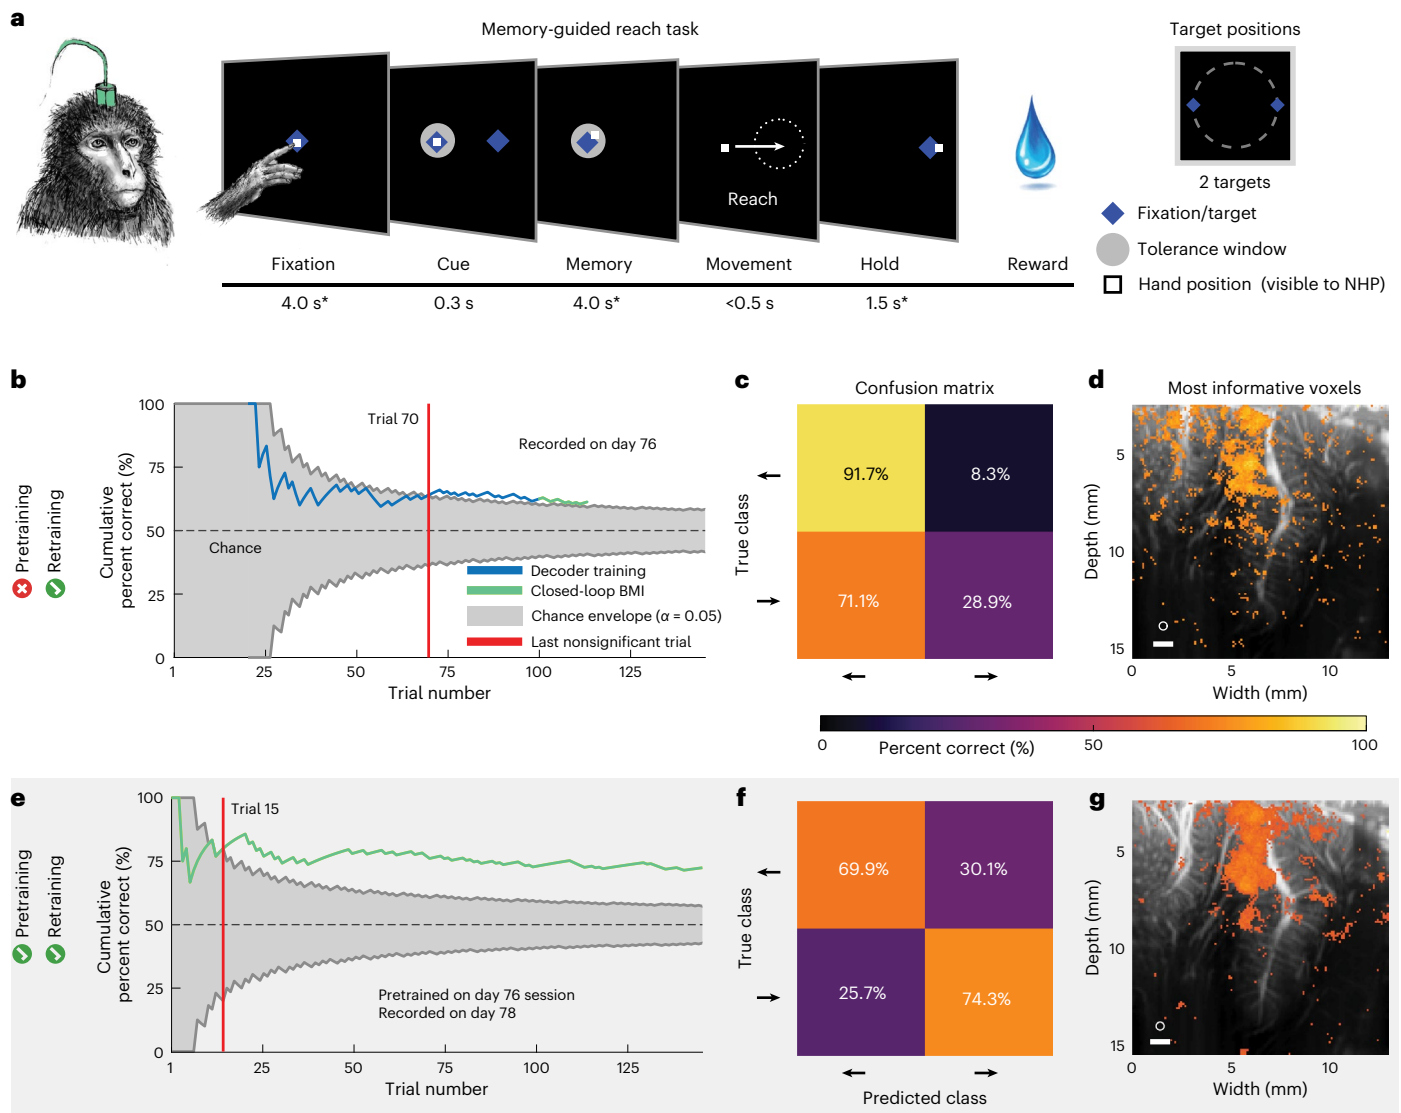 a
Memory-guided reach task
Target positions
Reach
2 targets
Fixation/target
Tolerance window
Hand position (visible to NHP)
Fixation
Cue
Memory
Movement
Hold
Reward
4.0 s*
0.3 s
4.0 s*
<0.5 s
1.5 s*
b
Pretraining
Retraining
Cumulative
percent correct (%)
100
75
50
25
0
Trial 70
Recorded on day 76
Chance
Decoder training
Closed-loop BMI
Chance envelope (α = 0.05)
Last nonsignificant trial
1
25
50
75
100
125
Trial number
c
Confusion matrix
True class
91.7%
8.3%
71.1%
28.9%
d
Most informative voxels
Depth (mm)
5
10
15
0
5
10
Width (mm)
0
50
100
Percent correct (%)
e
Pretraining
Retraining
Cumulative
percent correct (%)
100
75
50
25
0
Trial 15
Pretrained on day 76 session
Recorded on day 78
1
25
50
75
100
125
Trial number
f
True class
69.9%
30.1%
25.7%
74.3%
Predicted class
g
Depth (mm)
5
10
15
0
5
10
Width (mm)